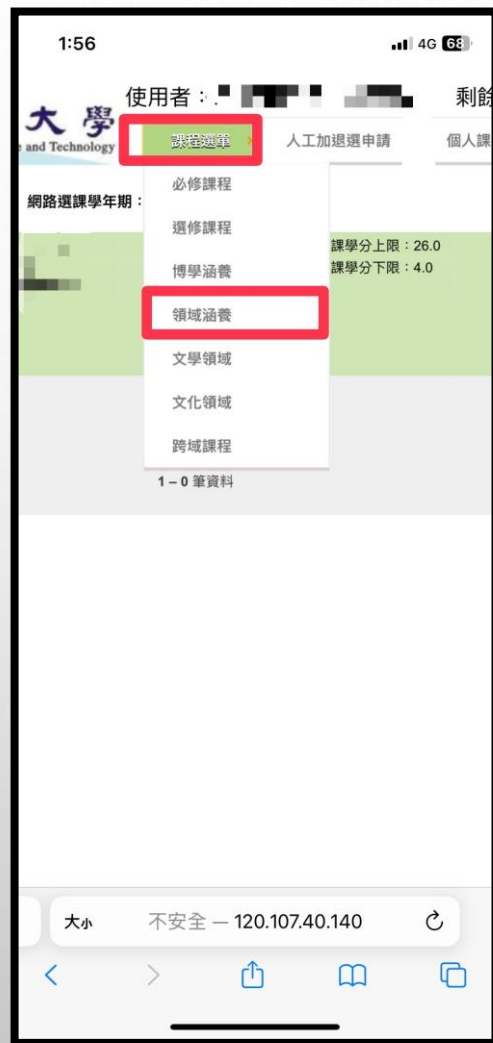 1:56
4G 68
使用者：
剩餘
大學
e and Technology
課程選單 ›
人工加退選申請
個人課
網路選課學年期：
必修課程
選修課程
課學分上限：26.0
博學涵養
課學分下限：4.0
領域涵養
文學領域
文化領域
跨域課程
1 – 0 筆資料
大小
不安全 — 120.107.40.140